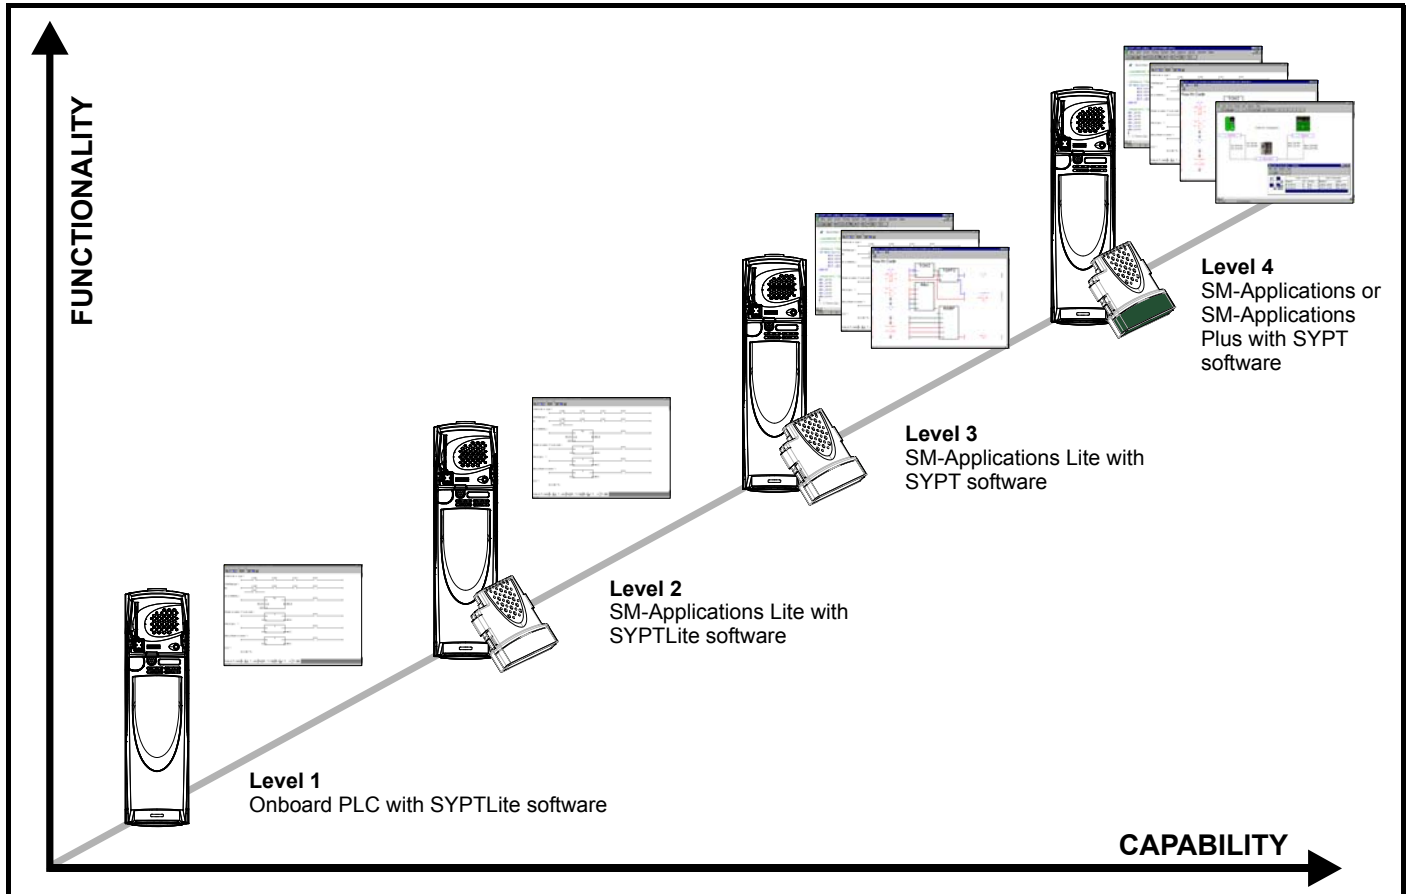 FUNCTIONALITY
Level 4
SM-Applications or
SM-Applications
Plus with SYPT
software
Level 3
SM-Applications Lite with
SYPT software
Level 2
SM-Applications Lite with
SYPTLite software
Level 1
Onboard PLC with SYPTLite software
CAPABILITY